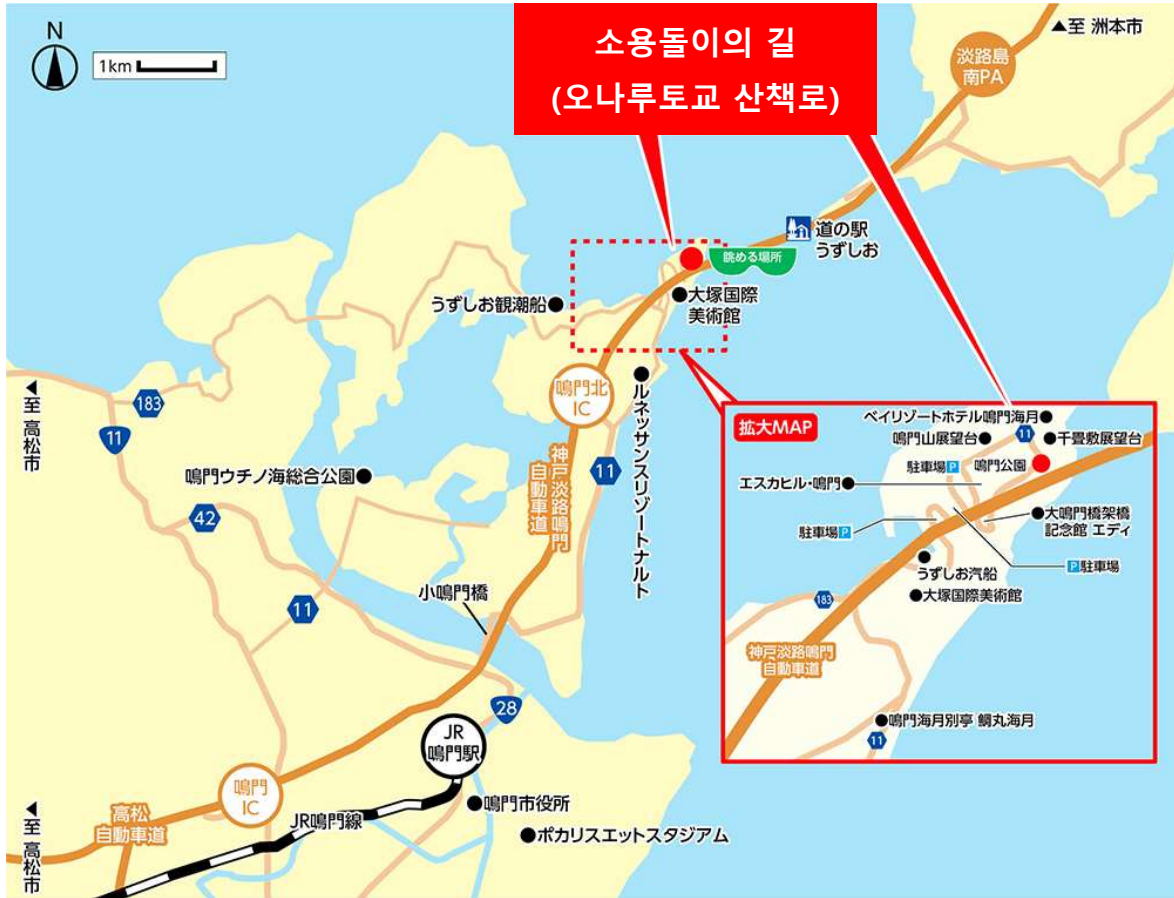 N
1km
소용돌이의 길
(오나루토교 산책로)
▲至 洲本市
淡路島
南PA
道の駅
うずしお
眺める場所
大塚国際
美術館
うずしお観潮船
鳴門北
IC
ルネッサンスリゾートナルト
神戸淡路鳴門
自動車道
11
◀至 高松市
183
11
鳴門ウチノ海総合公園
42
11
小鳴門橋
28
JR
鳴門駅
鳴門
IC
鳴門市役所
JR鳴門線
ポカリスエットスタジアム
高松
自動車道
◀至 高松市
拡大MAP
ベイリゾートホテル鳴門海月
11
鳴門山展望台
千畳敷展望台
駐車場P
鳴門公園
エスカヒル・鳴門
大鳴門橋架橋
記念館 エディ
駐車場P
P駐車場
うずしお汽船
大塚国際美術館
183
神戸淡路鳴門
自動車道
鳴門海月別亭 鯛丸海月
11